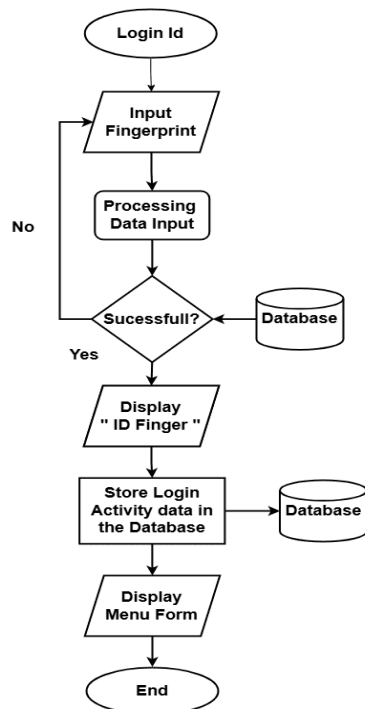 Login Id
Input
Fingerprint
Processing
Data Input
No
Sucessfull?
Database
Yes
Display
" ID Finger "
Store Login
Activity data in
the Database
Database
Display
Menu Form
End